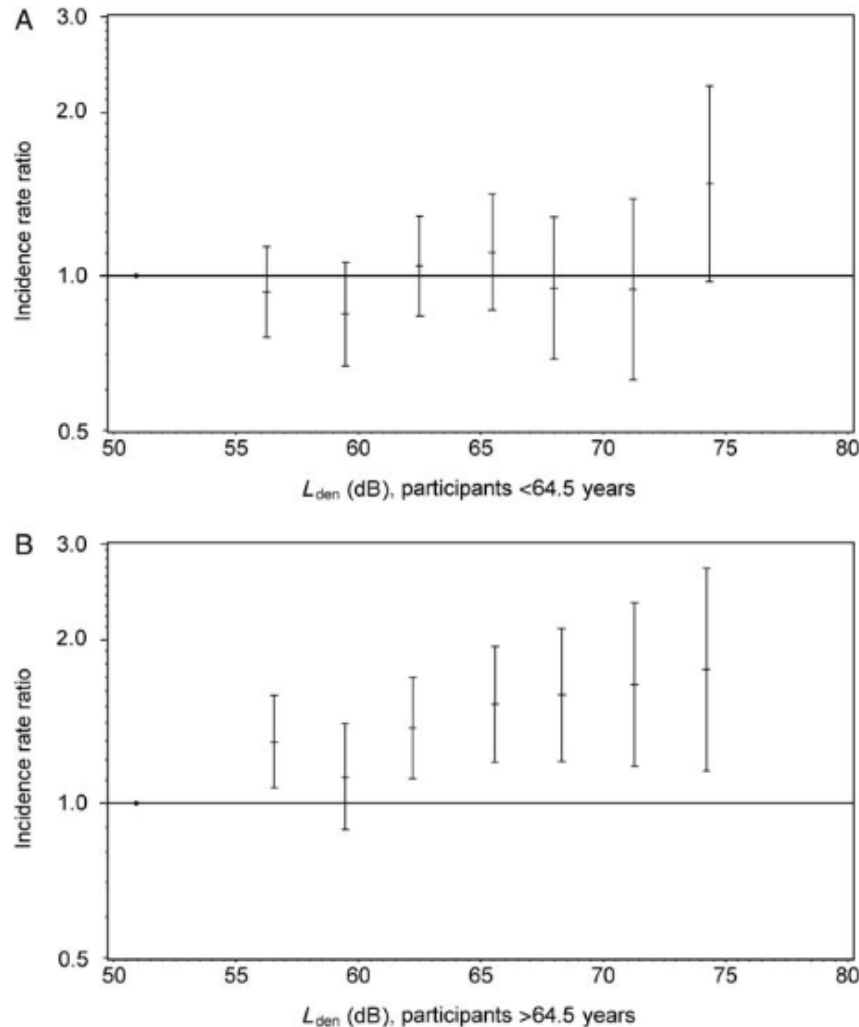 A
3.0
2.0
1.0
0.5
Incidence rate ratio
50 55 60 65 70 75 80
Lden (dB), participants <64.5 years
B
3.0
2.0
1.0
0.5
Incidence rate ratio
50 55 60 65 70 75 80
Lden (dB), participants >64.5 years